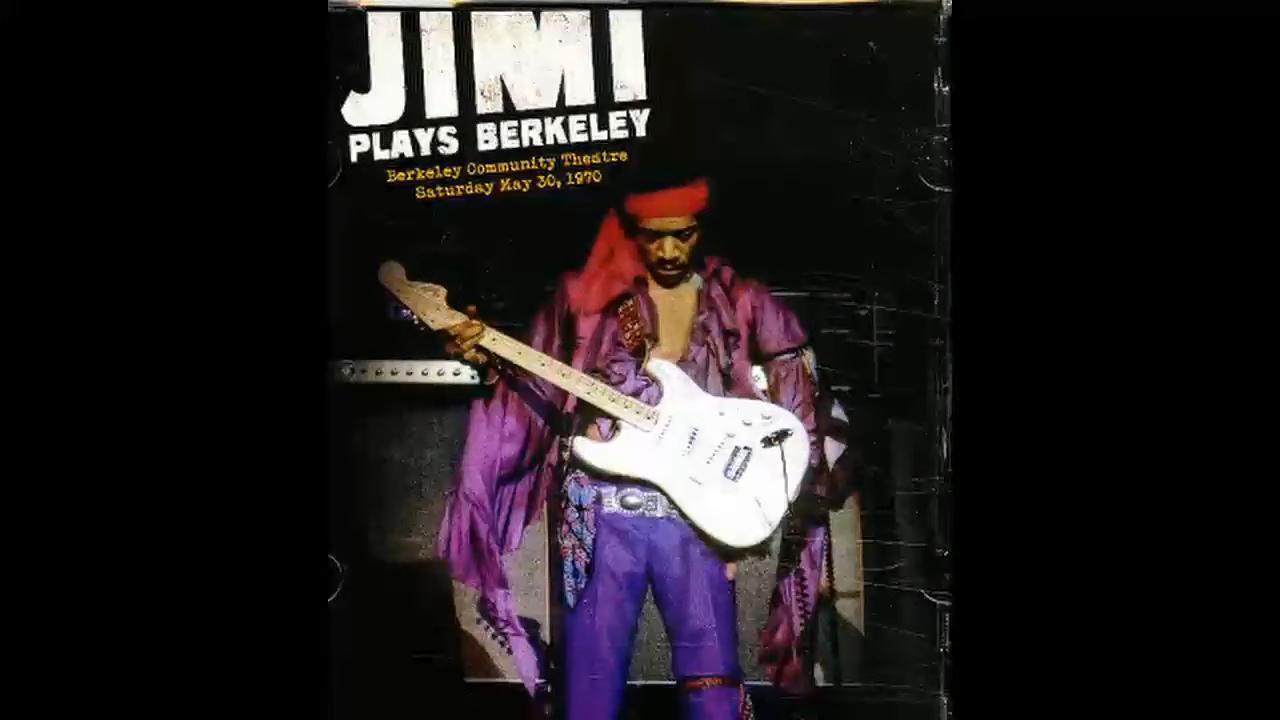 JIMI
PLAYS BERKELEY
Berkeley Community Theatre
Saturday May 30, 1970